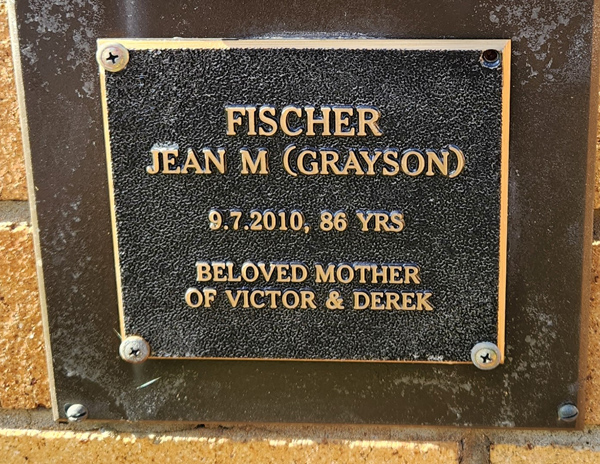 FISCHER
JEAN M (GRAYSON)
9.7.2010, 86 YRS
BELOVED MOTHER
OF VICTOR & DEREK